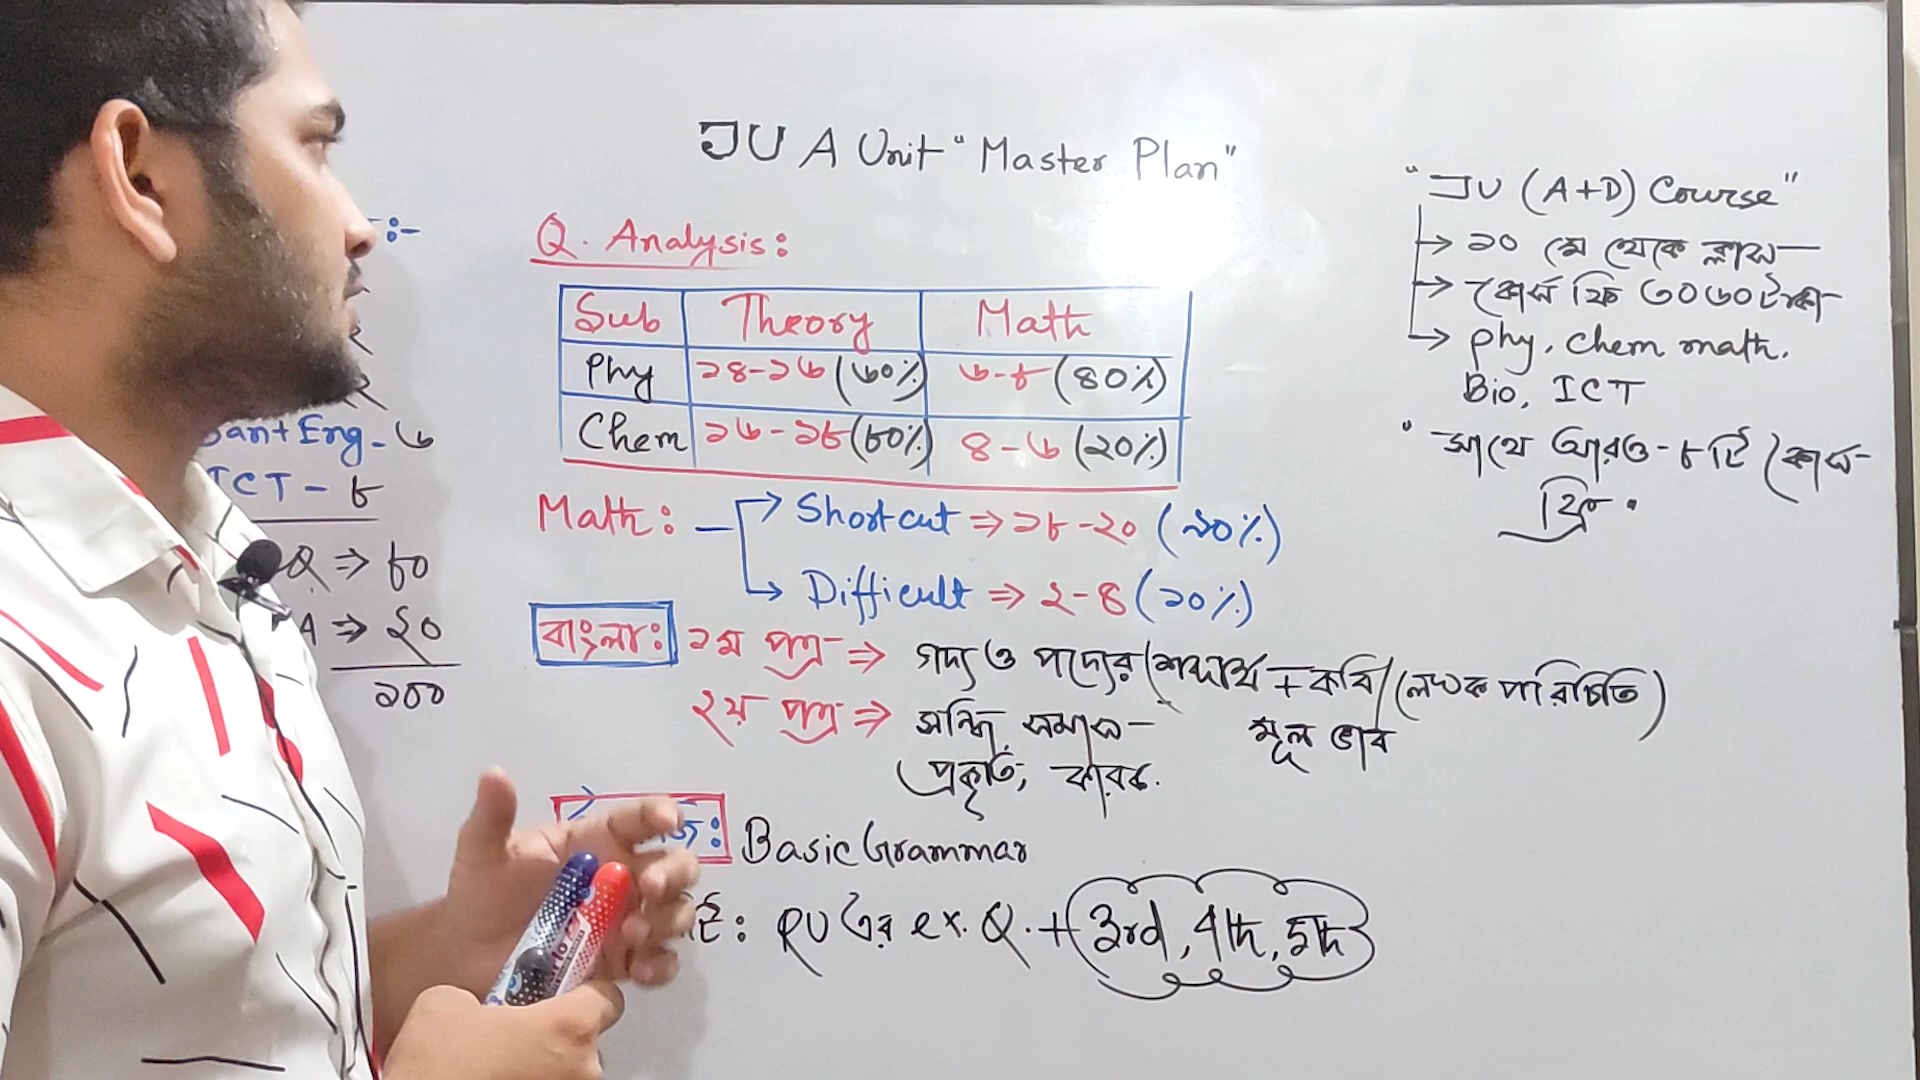 JU A Unit "Master Plan"
Q. Analysis:
Sub Theory Math
Phy ১৪-১৬ (৬০%) ৬-৮ (৪০%)
Chem ১৬-১৮ (৮০%) ৪-৬ (২০%)
Math: Shortcut ⇒ ১৮-২০ (৯০%)
Difficult ⇒ ২-৪ (১০%)
বাংলা: ১ম পত্র ⇒ গদ্য ও পদ্যের (শব্দার্থ + কবি/লেখক পরিচিতি)
মূল ভাব
২য় পত্র ⇒ সন্ধি, সমাস
প্রকৃতি, কারক.
Basic Grammar
RU এর ex. Q. + 3rd, 4th, 5th
"JU (A+D) Course"
→ ১০ মে থেকে ক্লাস
→ কোর্স ফি ৩০৬০ টাকা
→ phy, chem math,
Bio, ICT
সাথে আরও ৮ টি কোর্স
ফ্রি.
Ban+Eng - ৬
ICT - ৮
Q ⇒ ৮০
A ⇒ ২০
১০০